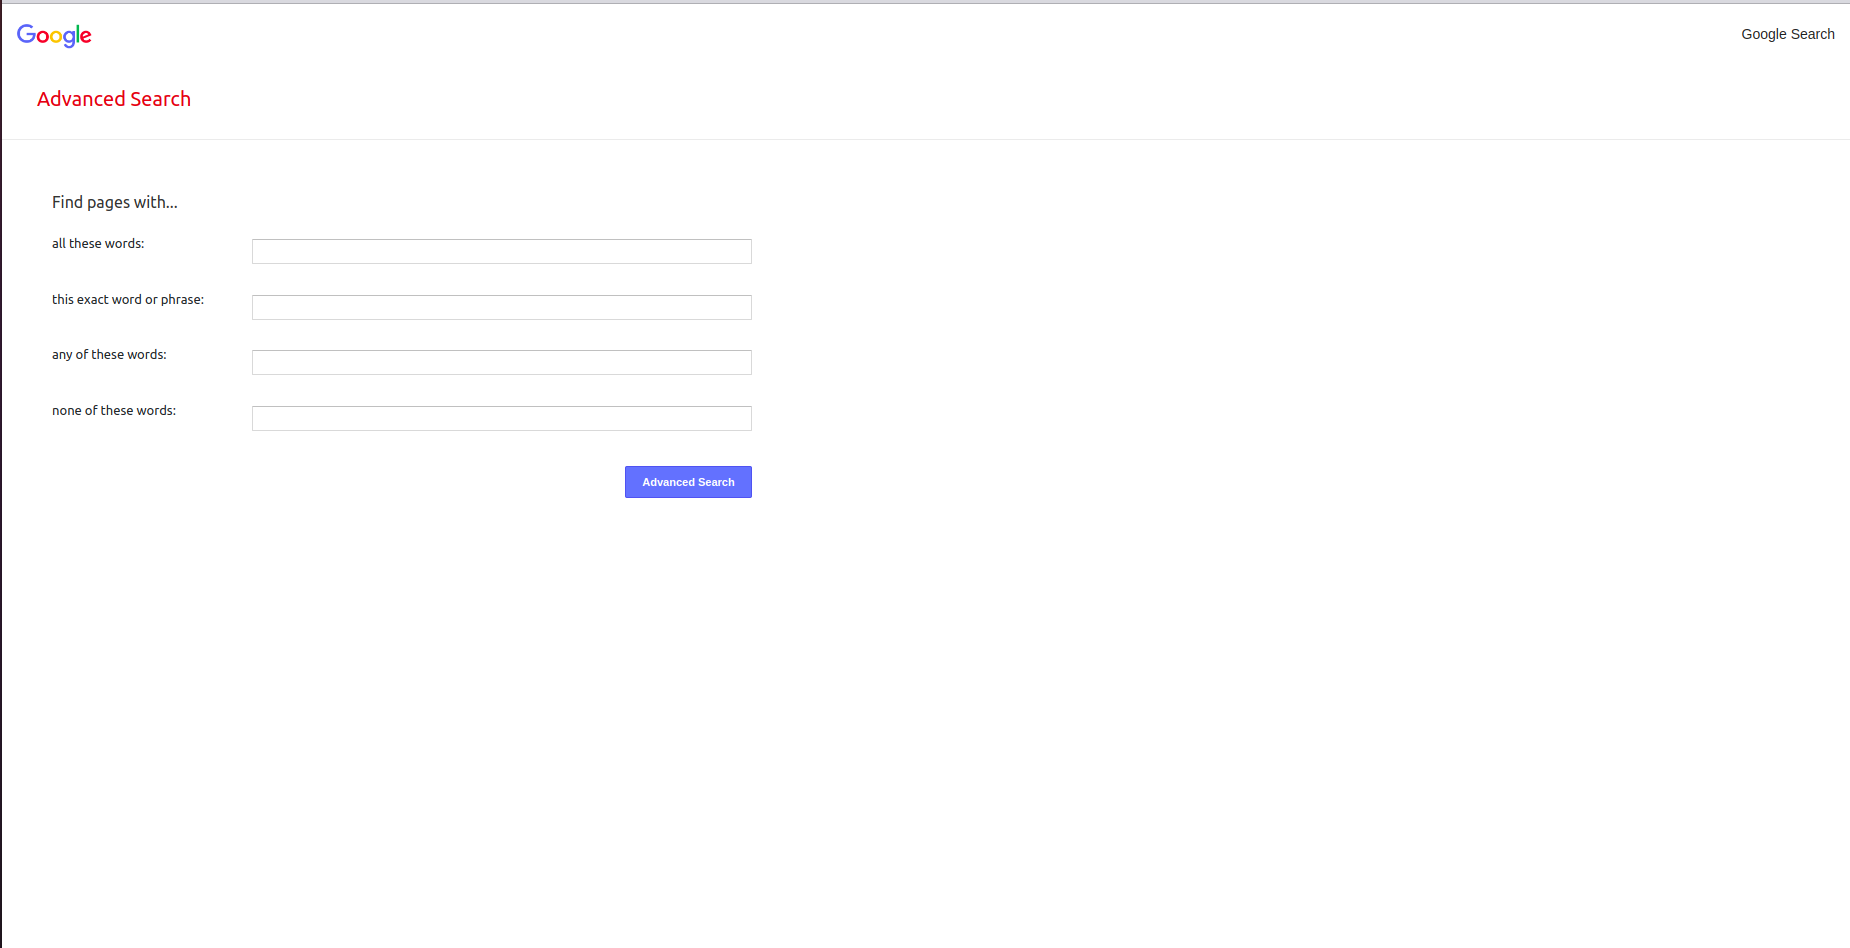 Google
Google Search
Advanced Search
Find pages with...
all these words:
this exact word or phrase:
any of these words:
none of these words:
Advanced Search